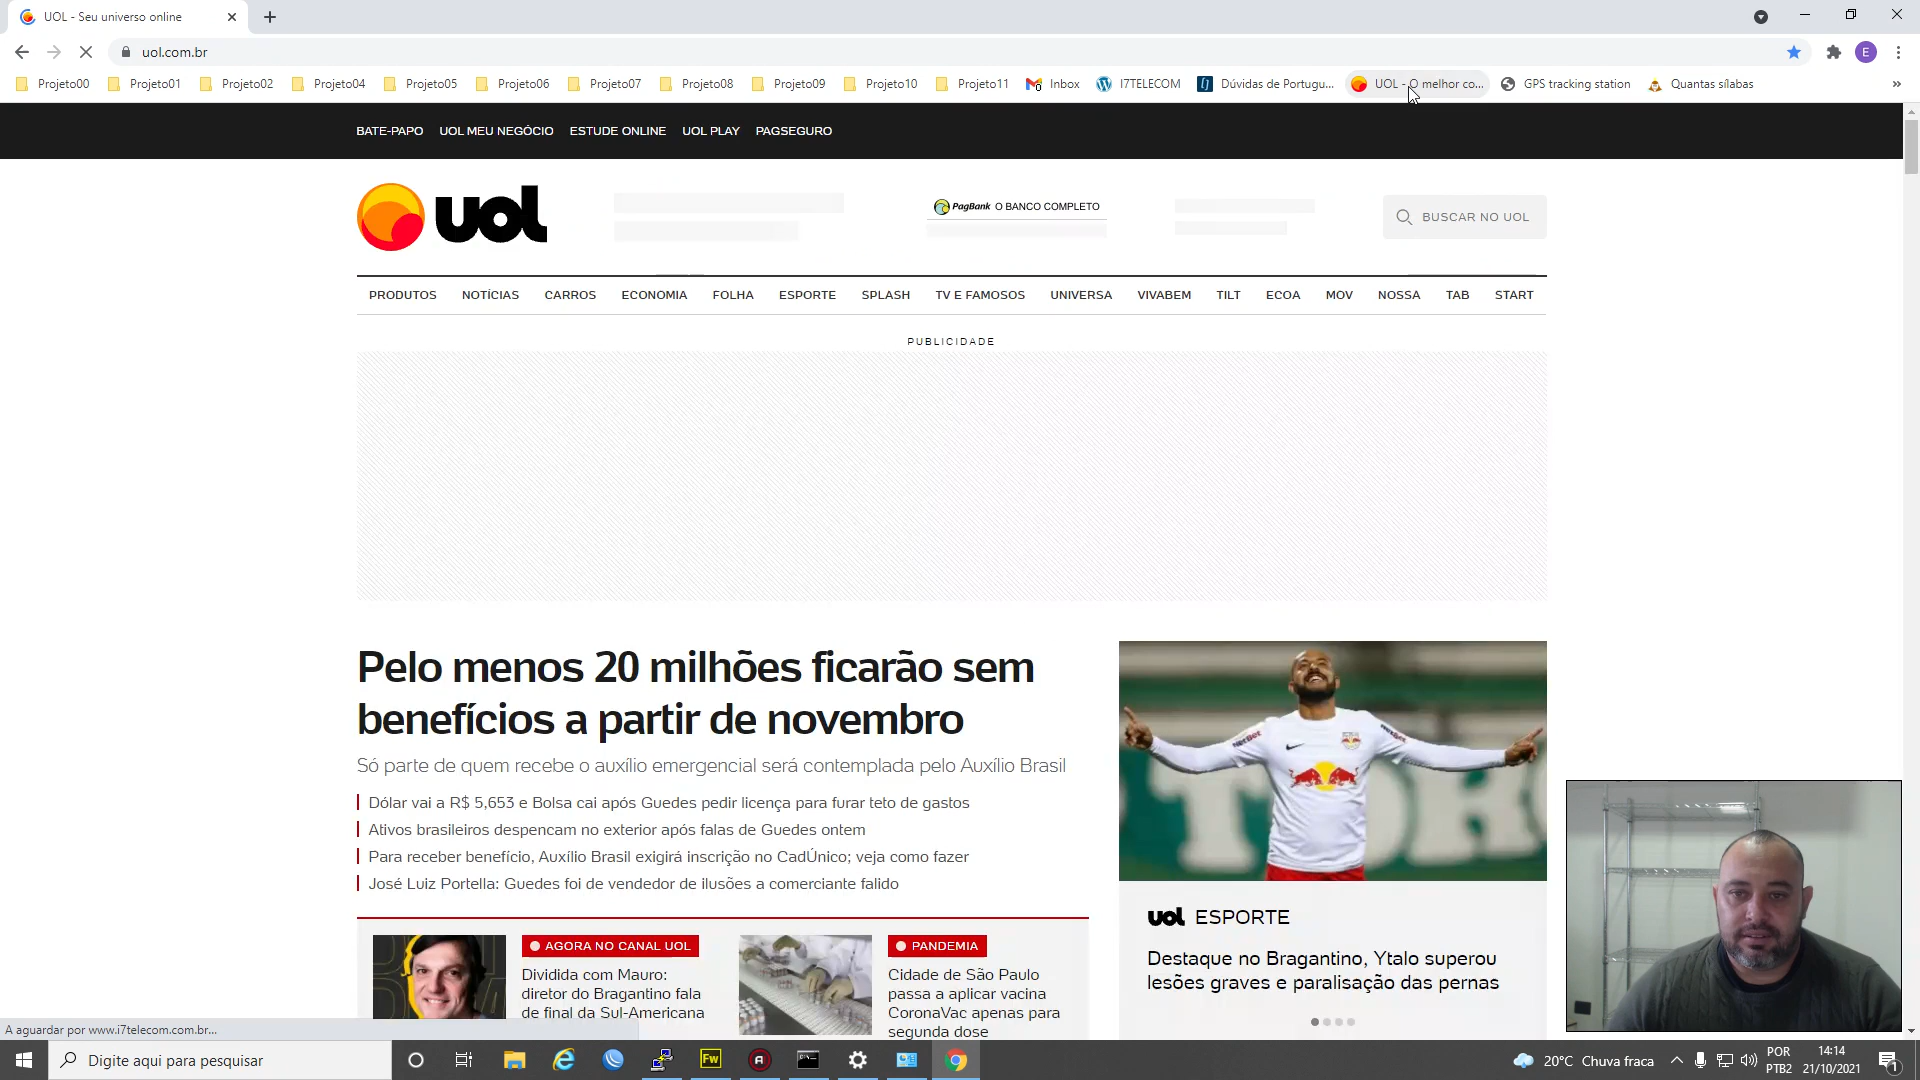 UOL - Seu universo online
uol.com.br
E
Projeto00
Projeto01
Projeto02
Projeto04
Projeto05
Projeto06
Projeto07
Projeto08
Projeto09
Projeto10
Projeto11
Inbox
I7TELECOM
Dúvidas de Portugu...
UOL - O melhor co...
GPS tracking station
Quantas sílabas
»
BATE-PAPO
UOL MEU NEGÓCIO
ESTUDE ONLINE
UOL PLAY
PAGSEGURO
uol
PagBank O BANCO COMPLETO
BUSCAR NO UOL
PRODUTOS
NOTÍCIAS
CARROS
ECONOMIA
FOLHA
ESPORTE
SPLASH
TV E FAMOSOS
UNIVERSA
VIVABEM
TILT
ECOA
MOV
NOSSA
TAB
START
PUBLICIDADE
Pelo menos 20 milhões ficarão sem
benefícios a partir de novembro
Só parte de quem recebe o auxílio emergencial será contemplada pelo Auxílio Brasil
Dólar vai a R$ 5,653 e Bolsa cai após Guedes pedir licença para furar teto de gastos
Ativos brasileiros despencam no exterior após falas de Guedes ontem
Para receber benefício, Auxílio Brasil exigirá inscrição no CadÚnico; veja como fazer
José Luiz Portella: Guedes foi de vendedor de ilusões a comerciante falido
AGORA NO CANAL UOL
Dividida com Mauro:
diretor do Bragantino fala
de final da Sul-Americana
PANDEMIA
Cidade de São Paulo
passa a aplicar vacina
CoronaVac apenas para
segunda dose
NetBet
NetBet
RedBull
uol ESPORTE
Destaque no Bragantino, Ytalo superou
lesões graves e paralisação das pernas
A aguardar por www.i7telecom.com.br...
Digite aqui para pesquisar
Fw
20°C Chuva fraca
POR
PTB2
14:14
21/10/2021
1